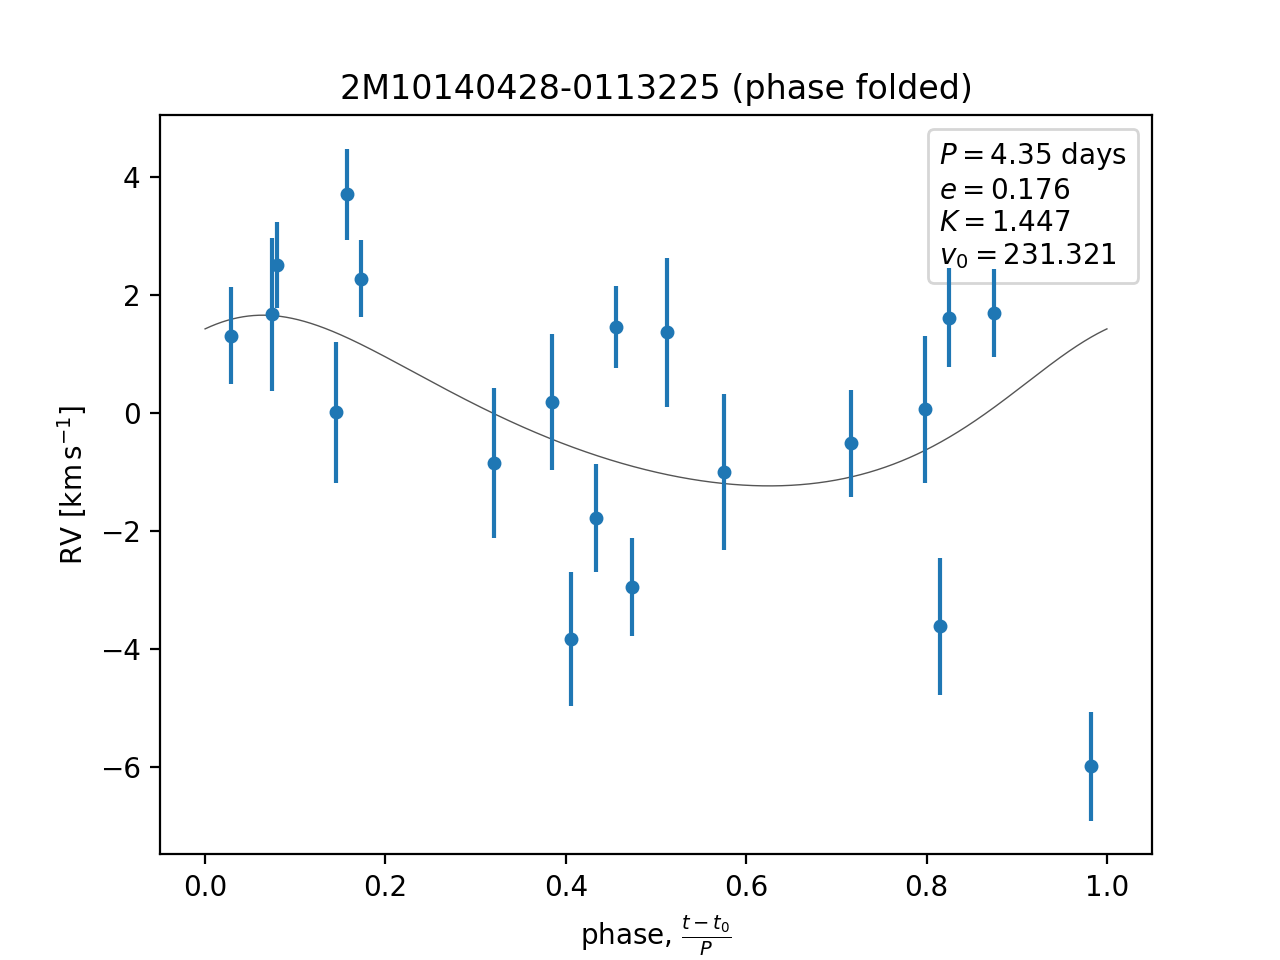 2M10140428-0113225 (phase folded)
P = 4.35 days
e = 0.176
K = 1.447
v₀ = 231.321
RV [km s⁻¹]
4
2
0
−2
−4
−6
0.0 0.2 0.4 0.6 0.8 1.0
phase, (t − t₀)/P